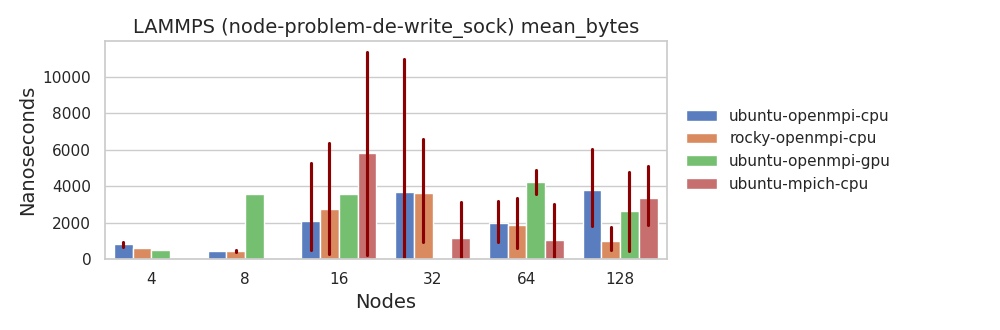 LAMMPS (node-problem-de-write_sock) mean_bytes
Nanoseconds
10000
8000
6000
4000
2000
0
4 8 16 32 64 128
Nodes
ubuntu-openmpi-cpu
rocky-openmpi-cpu
ubuntu-openmpi-gpu
ubuntu-mpich-cpu